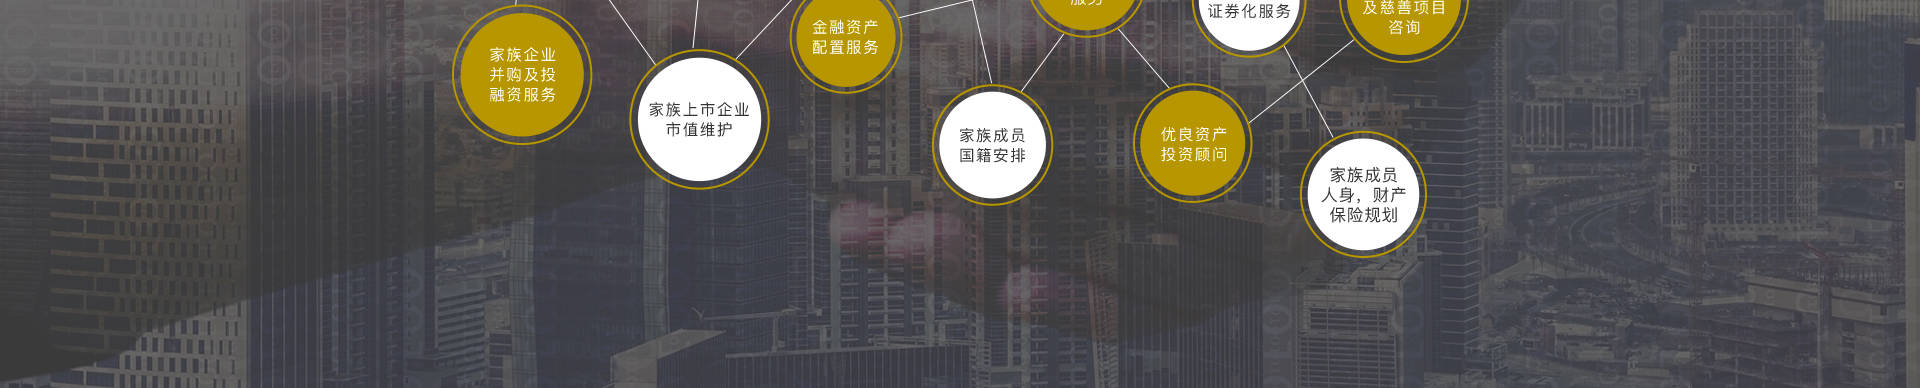 家族企业
并购及投
融资服务
家族上市企业
市值维护
金融资产
配置服务
家族成员
国籍安排
服务
优良资产
投资顾问
证券化服务
家族成员
人身，财产
保险规划
及慈善项目
咨询